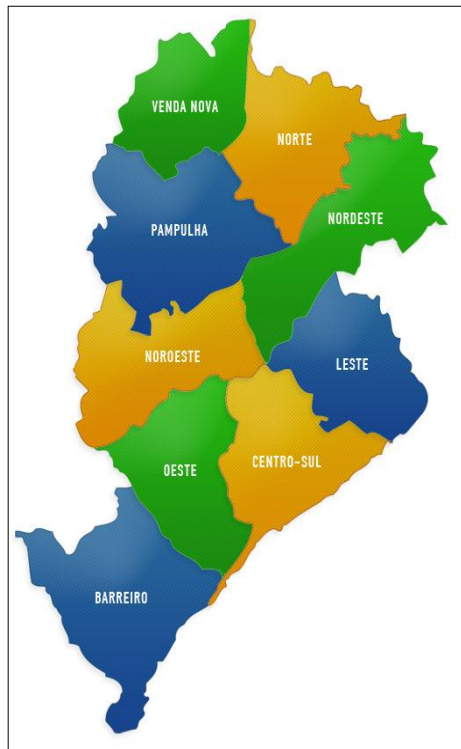 VENDA NOVA
NORTE
NORDESTE
PAMPULHA
NOROESTE
LESTE
OESTE
CENTRO-SUL
BARREIRO